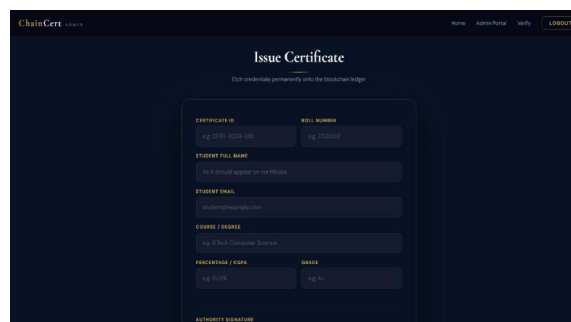 ChainCert ADMIN
Home Admin Portal Verify LOGOUT
Issue Certificate
Etch credentials permanently onto the blockchain ledger
CERTIFICATE ID ROLL NUMBER
e.g. CERT-2024-001 e.g. 21CS002
STUDENT FULL NAME
As it should appear on certificate
STUDENT EMAIL
student@example.com
COURSE / DEGREE
e.g. B.Tech Computer Science
PERCENTAGE / CGPA GRADE
e.g. 87.5% e.g. A+
AUTHORITY SIGNATURE